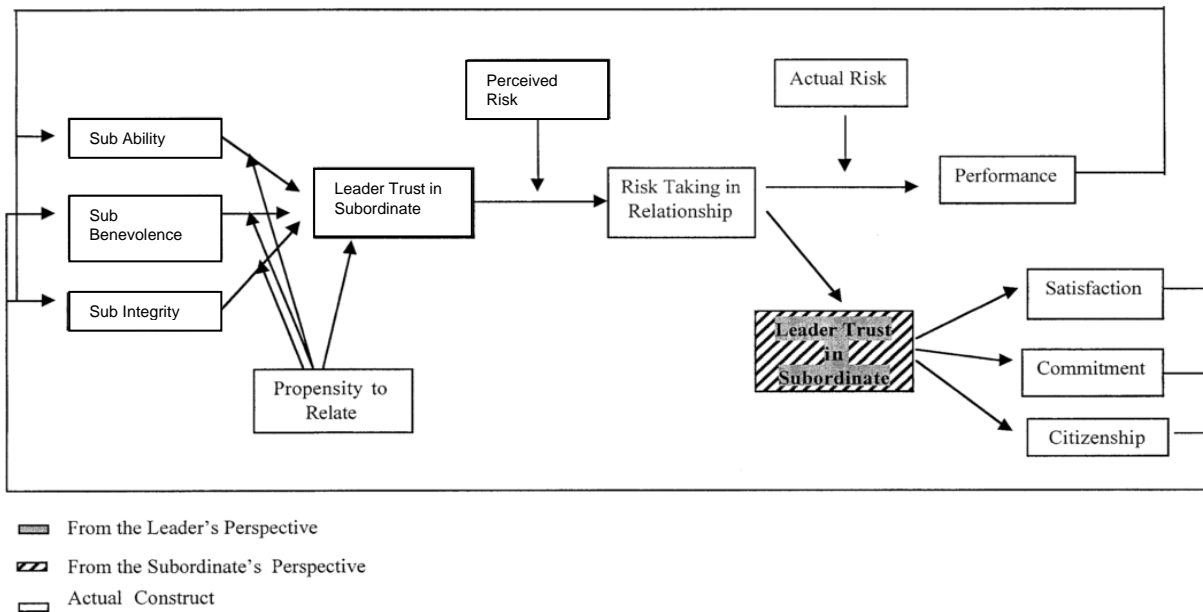 Perceived
Risk
Actual Risk
Sub Ability
Leader Trust in
Subordinate
Risk Taking in
Relationship
Performance
Sub
Benevolence
Sub Integrity
Satisfaction
Leader Trust
in
Subordinate
Commitment
Propensity to
Relate
Citizenship
From the Leader's Perspective
From the Subordinate's Perspective
Actual Construct